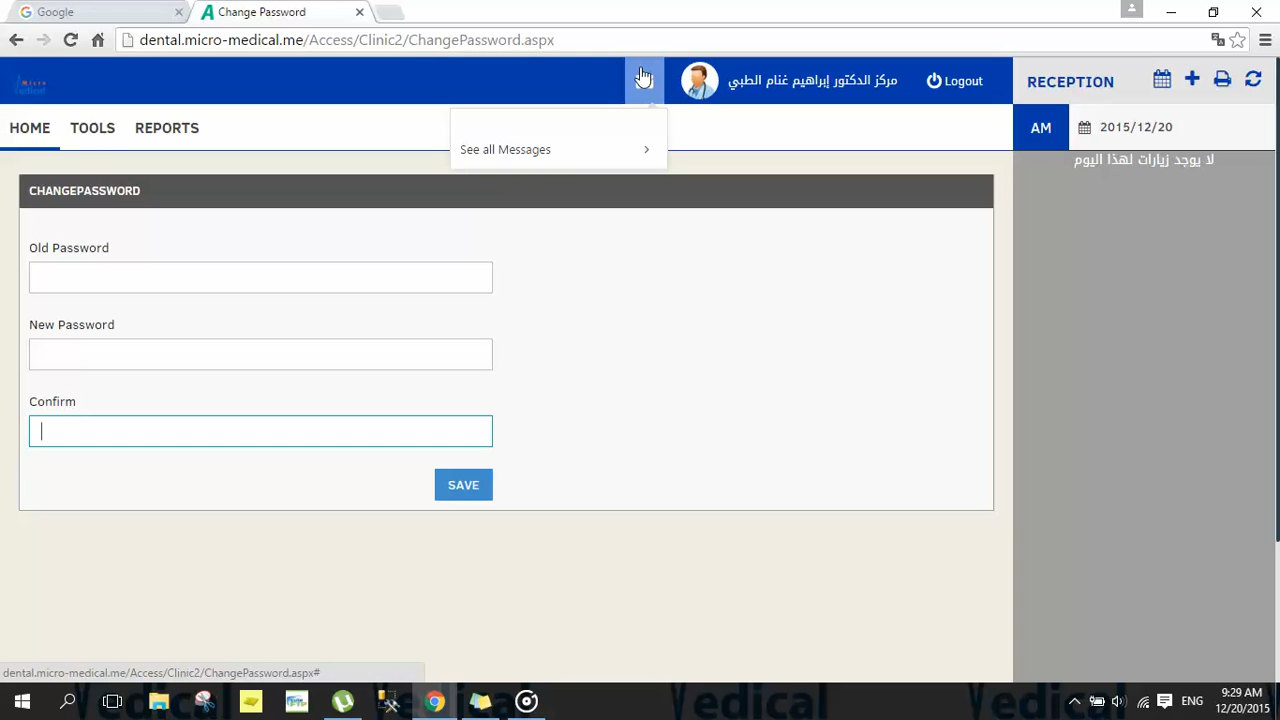 Google
Change Password
dental.micro-medical.me/Access/Clinic2/ChangePassword.aspx
مركز الدكتور إبراهيم غنام الطبي
Logout
RECEPTION
HOME
TOOLS
REPORTS
See all Messages
AM
2015/12/20
لا يوجد زيارات لهذا اليوم
CHANGEPASSWORD
Old Password
New Password
Confirm
SAVE
dental.micro-medical.me/Access/Clinic2/ChangePassword.aspx#
ENG
9:29 AM
12/20/2015